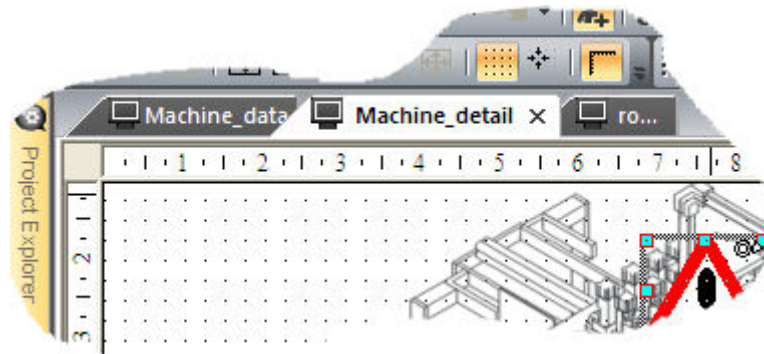 Machine_data
Machine_detail
ro...
Project Explorer
1 2 3 4 5 6 7 8
2
3